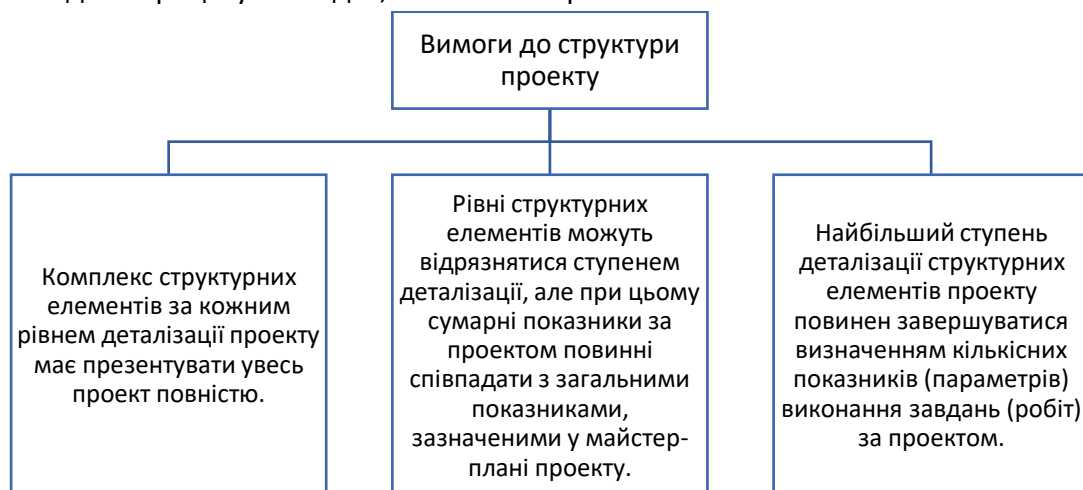 Вимоги до структури
проекту
Комплекс структурних
елементів за кожним
рівнем деталізації проекту
має презентувати увесь
проект повністю.
Рівні структурних
елементів можуть
відрязнятися ступенем
деталізації, але при цьому
сумарні показники за
проектом повинні
співпадати з загальними
показниками,
зазначеними у майстер-
плані проекту.
Найбільший ступень
деталізації структурних
елементів проекту
повинен завершуватися
визначенням кількісних
показників (параметрів)
виконання завдань (робіт)
за проектом.